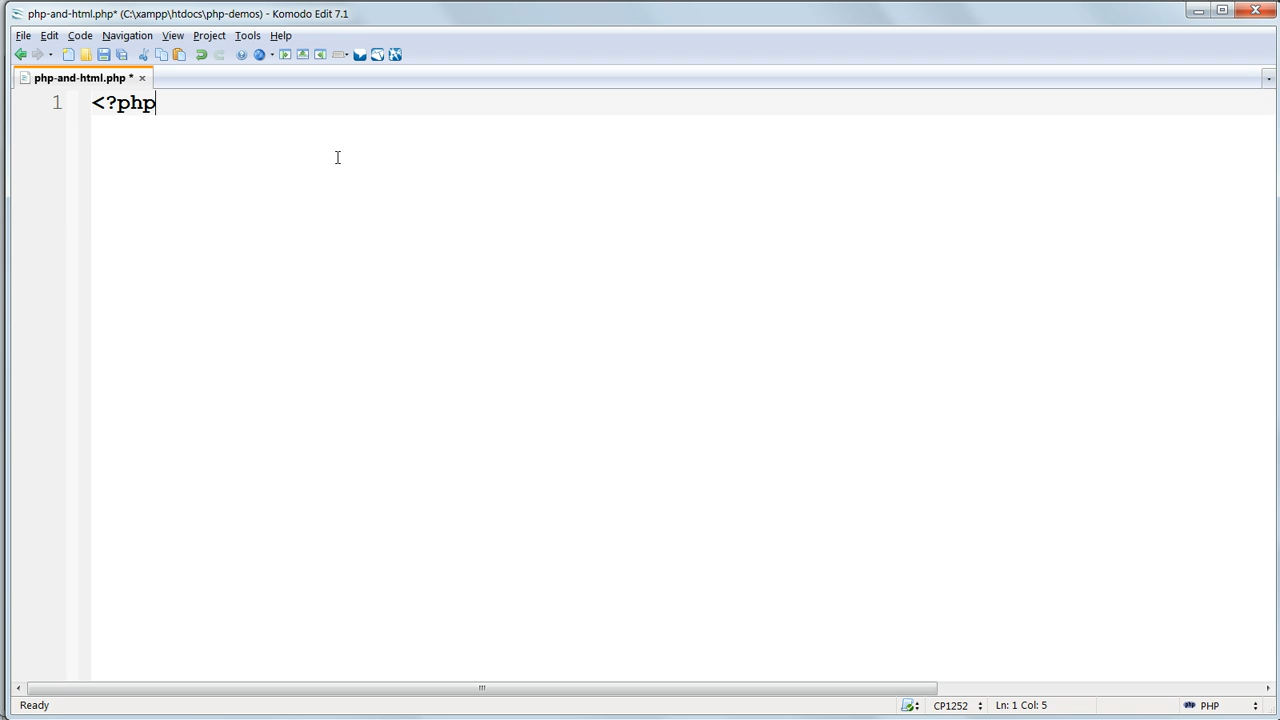 php-and-html.php* (C:\xampp\htdocs\php-demos) - Komodo Edit 7.1
File Edit Code Navigation View Project Tools Help
php-and-html.php *
1 <?php
Ready CP1252 Ln: 1 Col: 5 php PHP